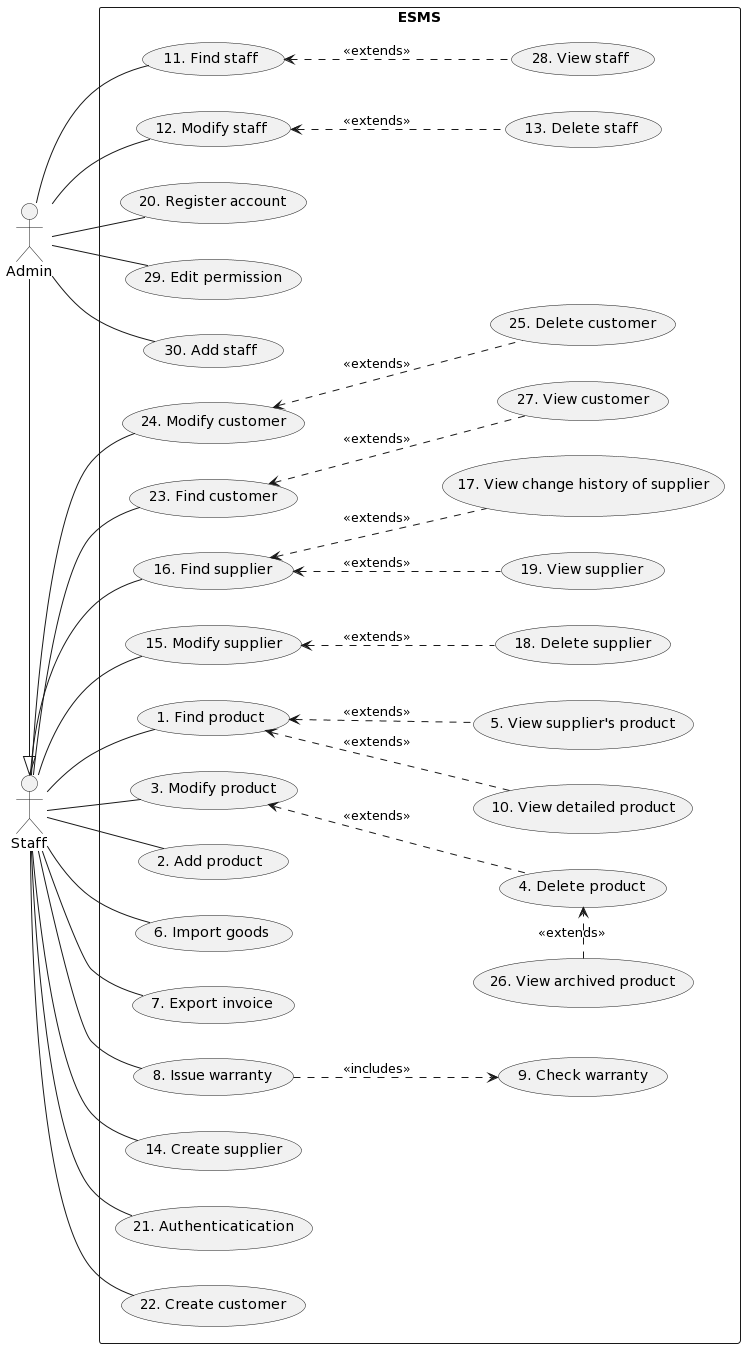 ESMS
11. Find staff
«extends»
28. View staff
12. Modify staff
«extends»
13. Delete staff
20. Register account
Admin
29. Edit permission
30. Add staff
25. Delete customer
«extends»
24. Modify customer
27. View customer
«extends»
23. Find customer
17. View change history of supplier
«extends»
16. Find supplier
«extends»
19. View supplier
15. Modify supplier
«extends»
18. Delete supplier
1. Find product
«extends»
5. View supplier's product
«extends»
3. Modify product
10. View detailed product
«extends»
Staff
2. Add product
4. Delete product
6. Import goods
«extends»
26. View archived product
7. Export invoice
8. Issue warranty
«includes»
9. Check warranty
14. Create supplier
21. Authenticatication
22. Create customer